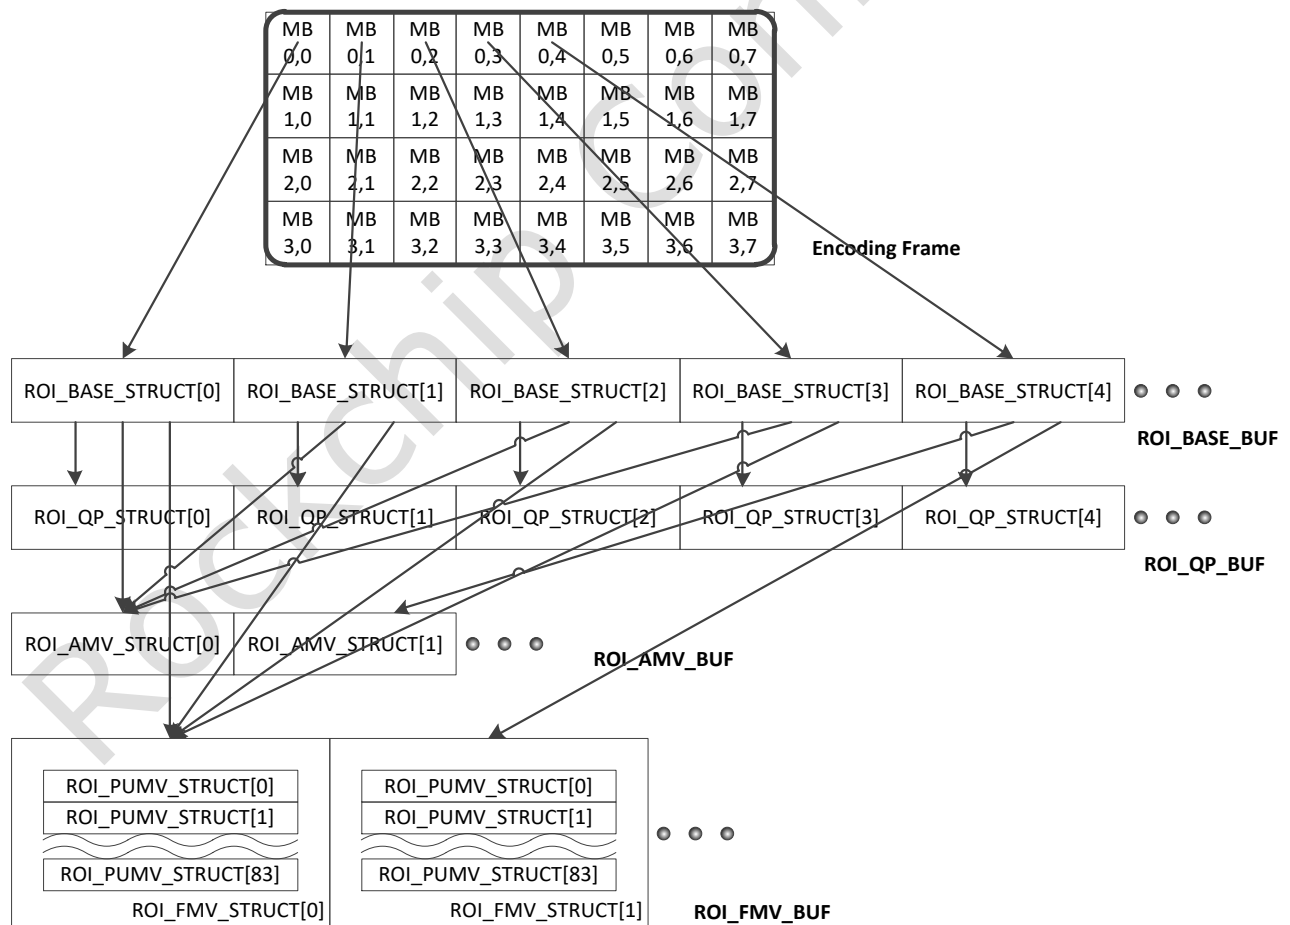 MB MB MB MB MB MB MB MB
0,0 0,1 0,2 0,3 0,4 0,5 0,6 0,7
MB MB MB MB MB MB MB MB
1,0 1,1 1,2 1,3 1,4 1,5 1,6 1,7
MB MB MB MB MB MB MB MB
2,0 2,1 2,2 2,3 2,4 2,5 2,6 2,7
MB MB MB MB MB MB MB MB
3,0 3,1 3,2 3,3 3,4 3,5 3,6 3,7
Encoding Frame
ROI_BASE_STRUCT[0] ROI_BASE_STRUCT[1] ROI_BASE_STRUCT[2] ROI_BASE_STRUCT[3] ROI_BASE_STRUCT[4]
ROI_BASE_BUF
ROI_QP_STRUCT[0] ROI_QP_STRUCT[1] ROI_QP_STRUCT[2] ROI_QP_STRUCT[3] ROI_QP_STRUCT[4]
ROI_QP_BUF
ROI_AMV_STRUCT[0] ROI_AMV_STRUCT[1]
ROI_AMV_BUF
ROI_PUMV_STRUCT[0] ROI_PUMV_STRUCT[0]
ROI_PUMV_STRUCT[1] ROI_PUMV_STRUCT[1]
ROI_PUMV_STRUCT[83] ROI_PUMV_STRUCT[83]
ROI_FMV_STRUCT[0] ROI_FMV_STRUCT[1]
ROI_FMV_BUF
Rockchip